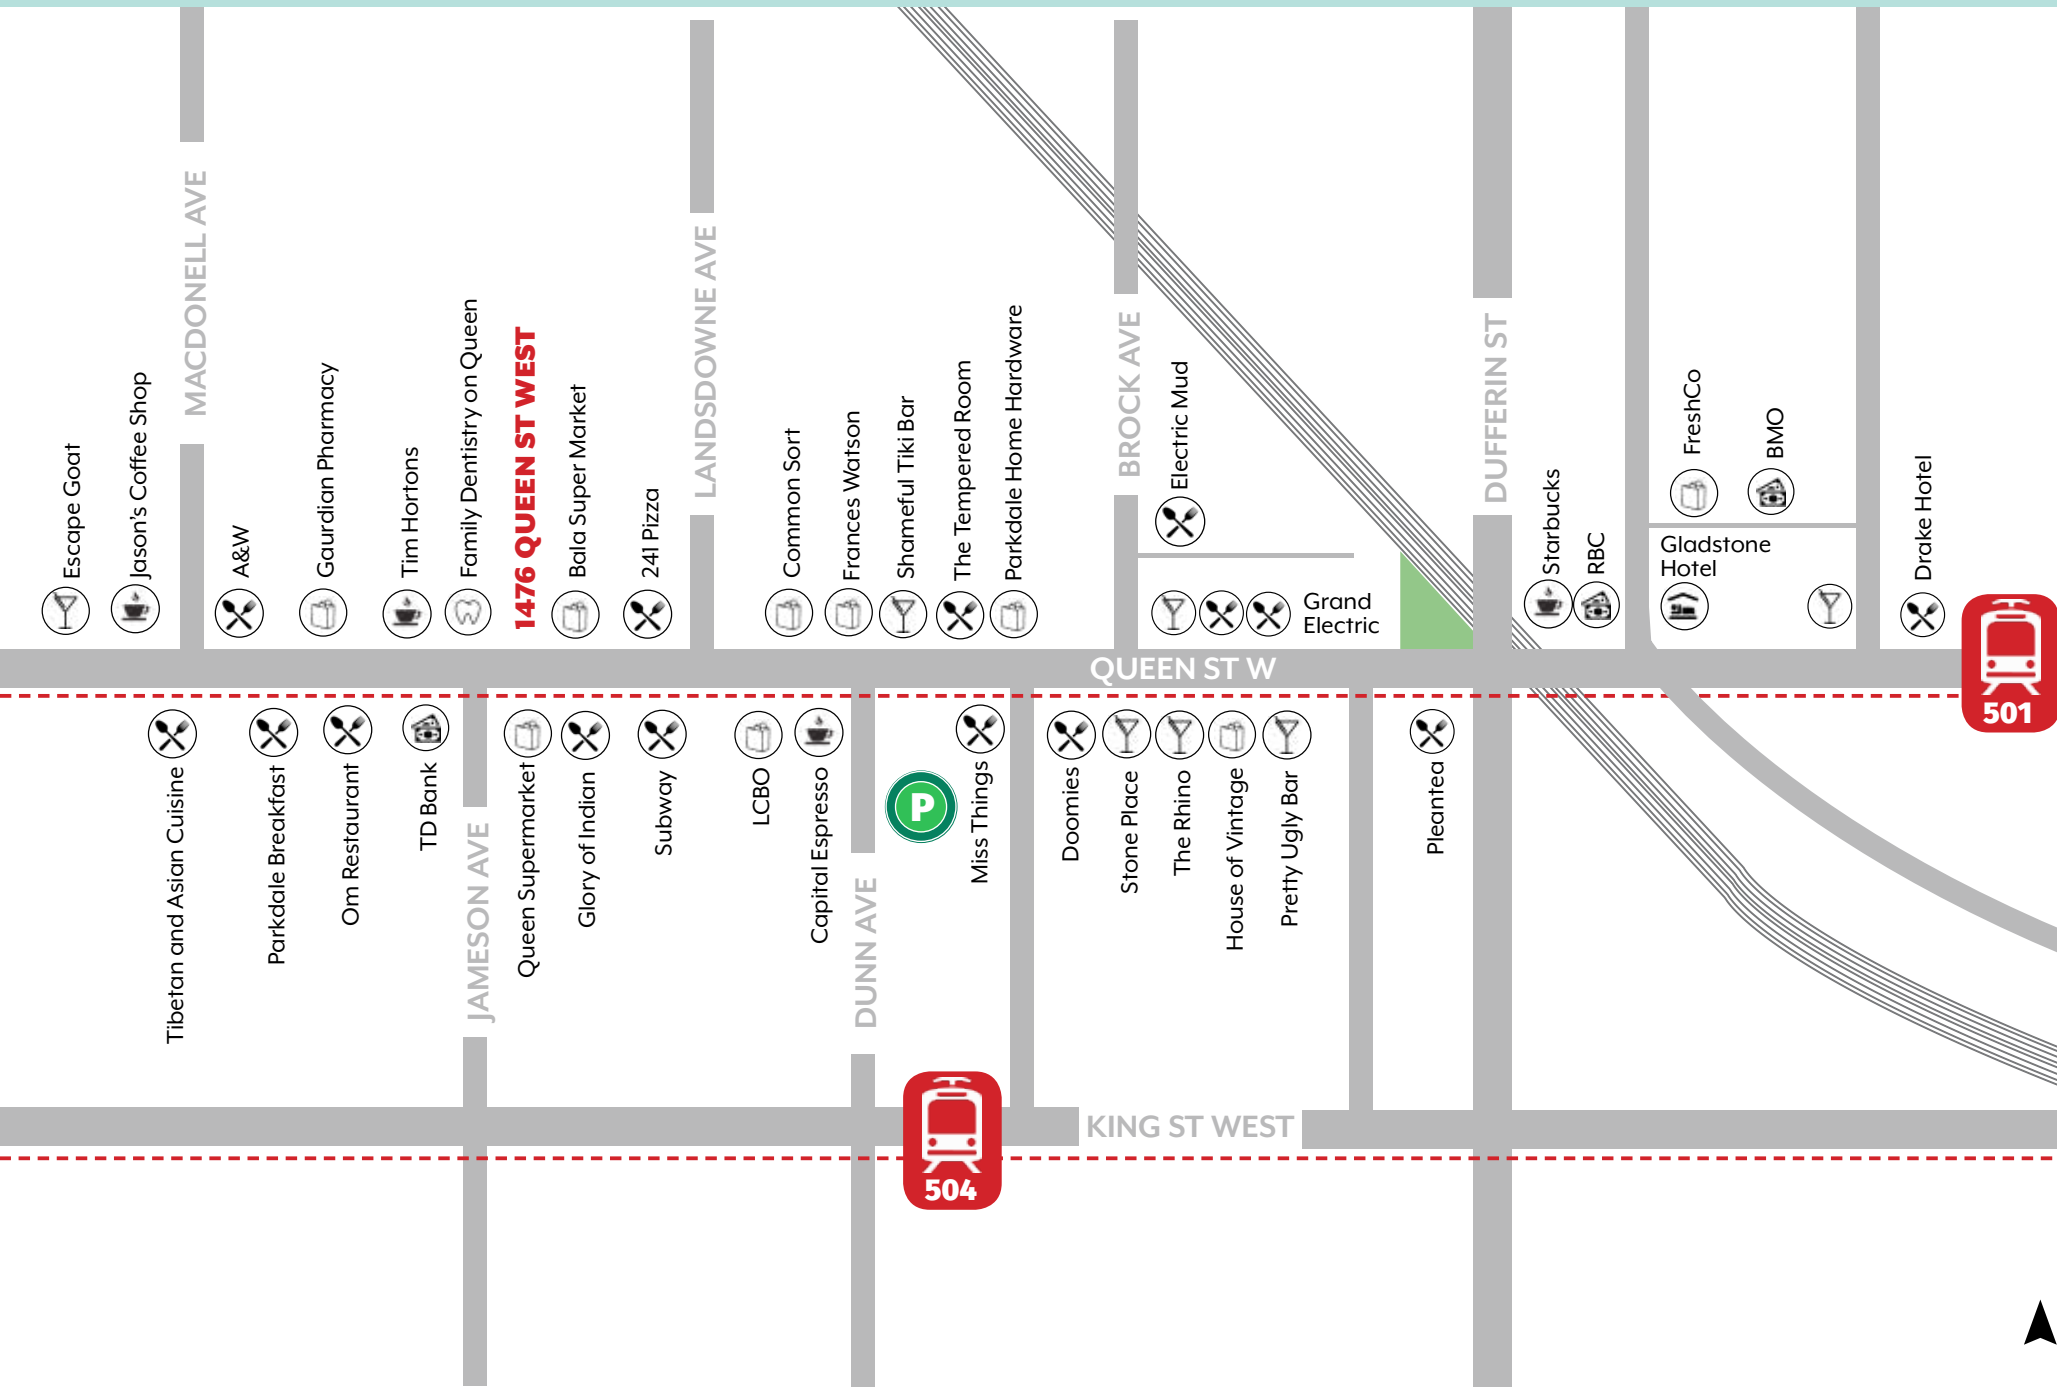 MACDONELL AVE
LANDSDOWNE AVE
BROCK AVE
DUFFERIN ST
Escape Goat
Jason's Coffee Shop
A&W
Gaurdian Pharmacy
Tim Hortons
Family Dentistry on Queen
1476 QUEEN ST WEST
Bala Super Market
241 Pizza
Common Sort
Frances Watson
Shameful Tiki Bar
The Tempered Room
Parkdale Home Hardware
Electric Mud
Grand
Electric
Starbucks
RBC
FreshCo
BMO
Gladstone
Hotel
Drake Hotel
QUEEN ST W
501
Tibetan and Asian Cuisine
Parkdale Breakfast
Om Restaurant
TD Bank
JAMESON AVE
Queen Supermarket
Glory of Indian
Subway
LCBO
Capital Espresso
DUNN AVE
P
Miss Things
Doomies
Stone Place
The Rhino
House of Vintage
Pretty Ugly Bar
Pleantea
KING ST WEST
504